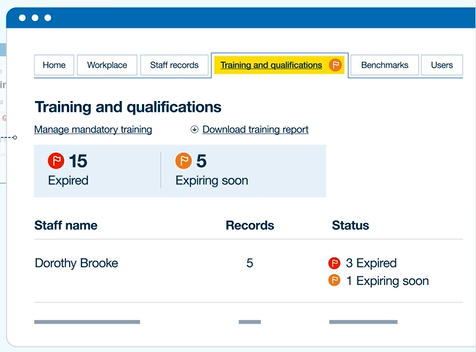 Home Workplace Staff records Training and qualifications Benchmarks Users
Training and qualifications
Manage mandatory training Download training report
15 5
Expired Expiring soon
Staff name Records Status
Dorothy Brooke 5 3 Expired
1 Expiring soon